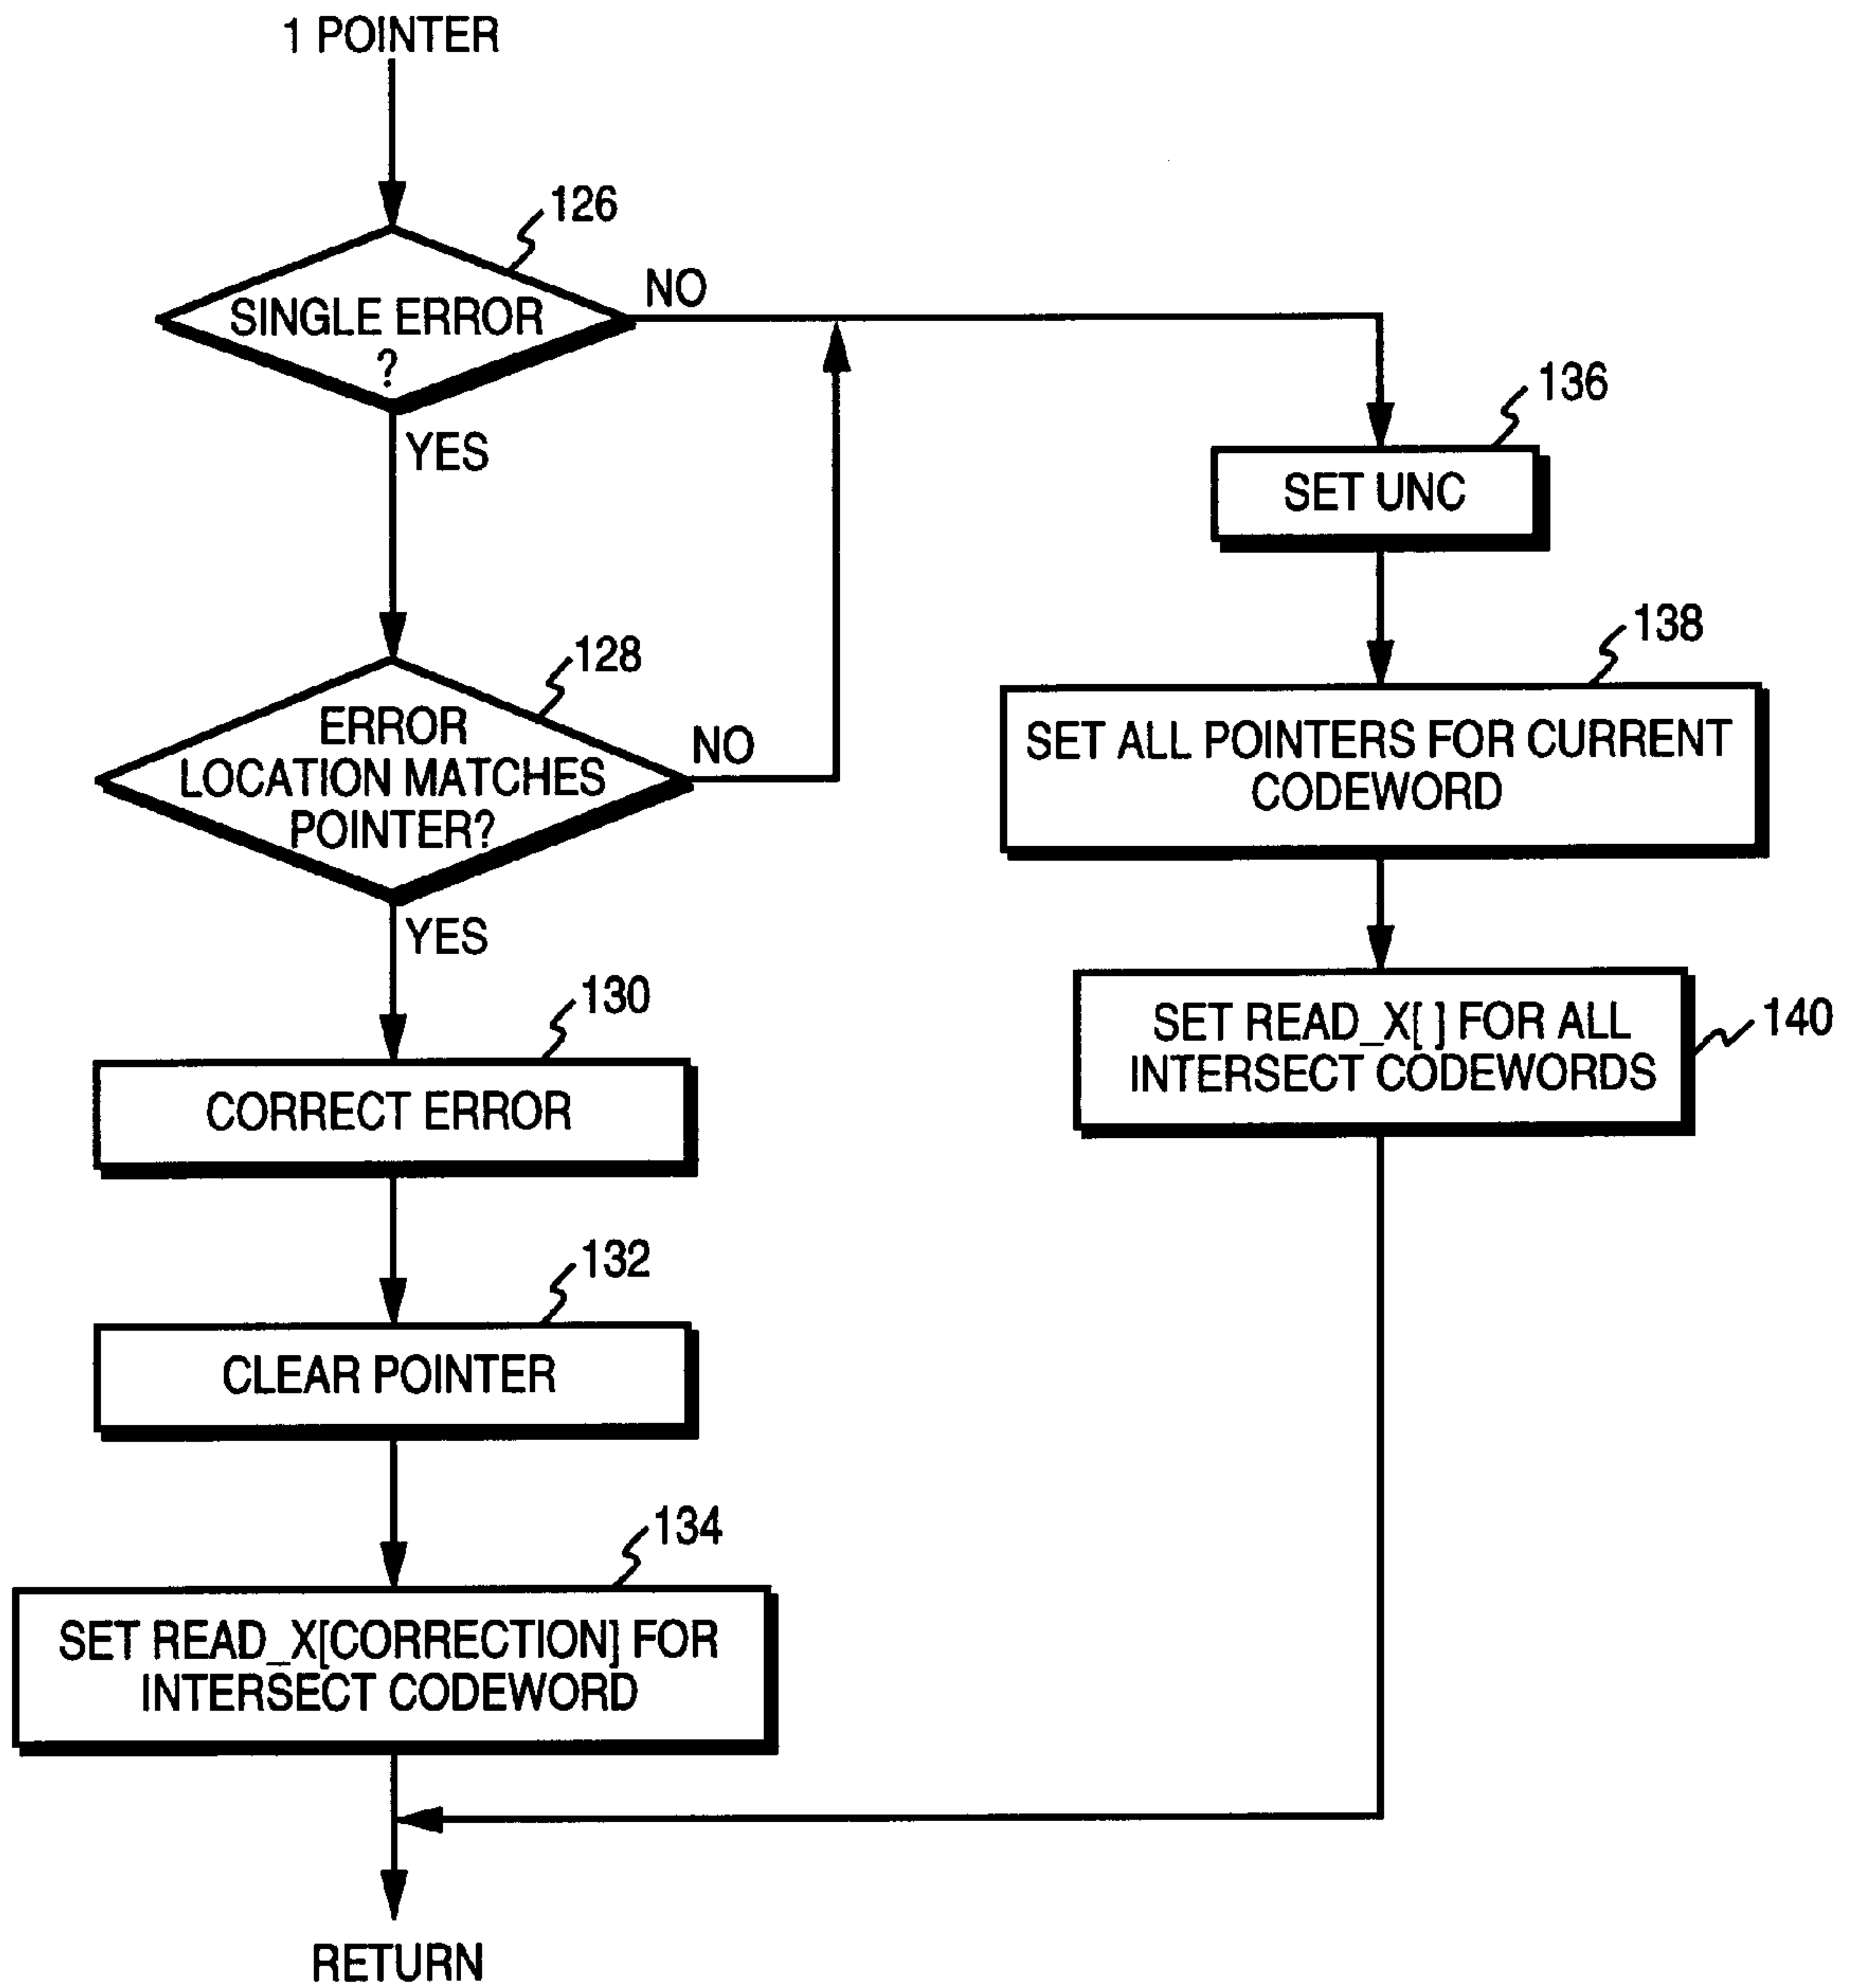 1 POINTER
126
SINGLE ERROR
?
NO
YES
128
ERROR
LOCATION MATCHES
POINTER?
NO
YES
130
CORRECT ERROR
132
CLEAR POINTER
134
SET READ_X[CORRECTION] FOR
INTERSECT CODEWORD
136
SET UNC
138
SET ALL POINTERS FOR CURRENT
CODEWORD
SET READ_X[ ] FOR ALL
INTERSECT CODEWORDS
140
RETURN